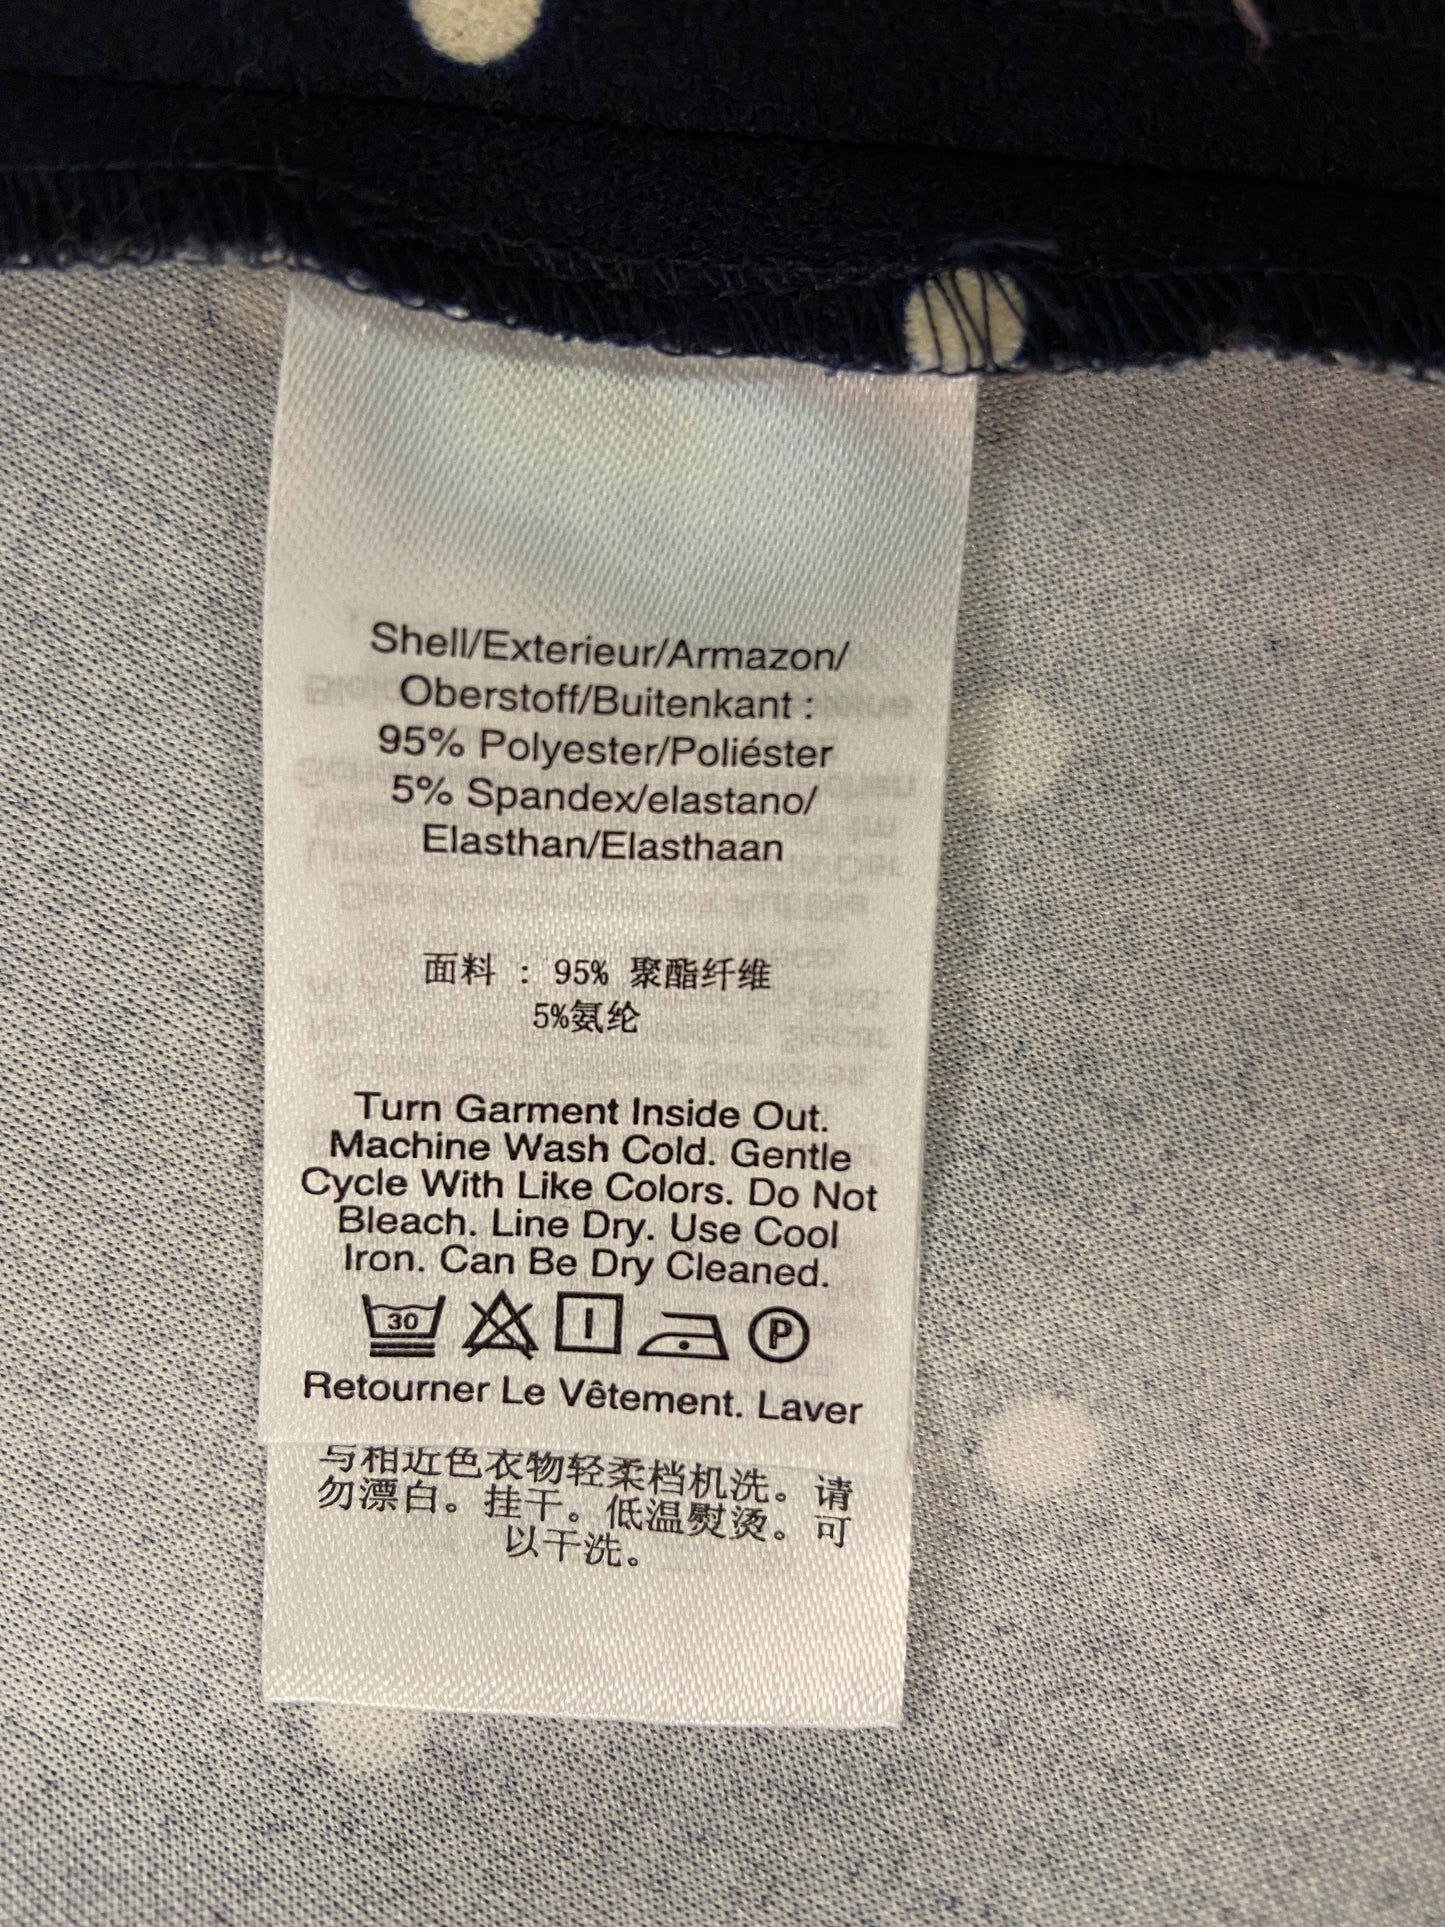 Shell/Exterieur/Armazon/
Oberstoff/Buitenkant :
95% Polyester/Poliéster
5% Spandex/elastano/
Elasthan/Elasthaan
面料 : 95% 聚酯纤维
5%氨纶
Turn Garment Inside Out.
Machine Wash Cold. Gentle
Cycle With Like Colors. Do Not
Bleach. Line Dry. Use Cool
Iron. Can Be Dry Cleaned.
30 P
Retourner Le Vêtement. Laver
与相近色衣物轻柔档机洗。请
勿漂白。挂干。低温熨烫。可
以干洗。